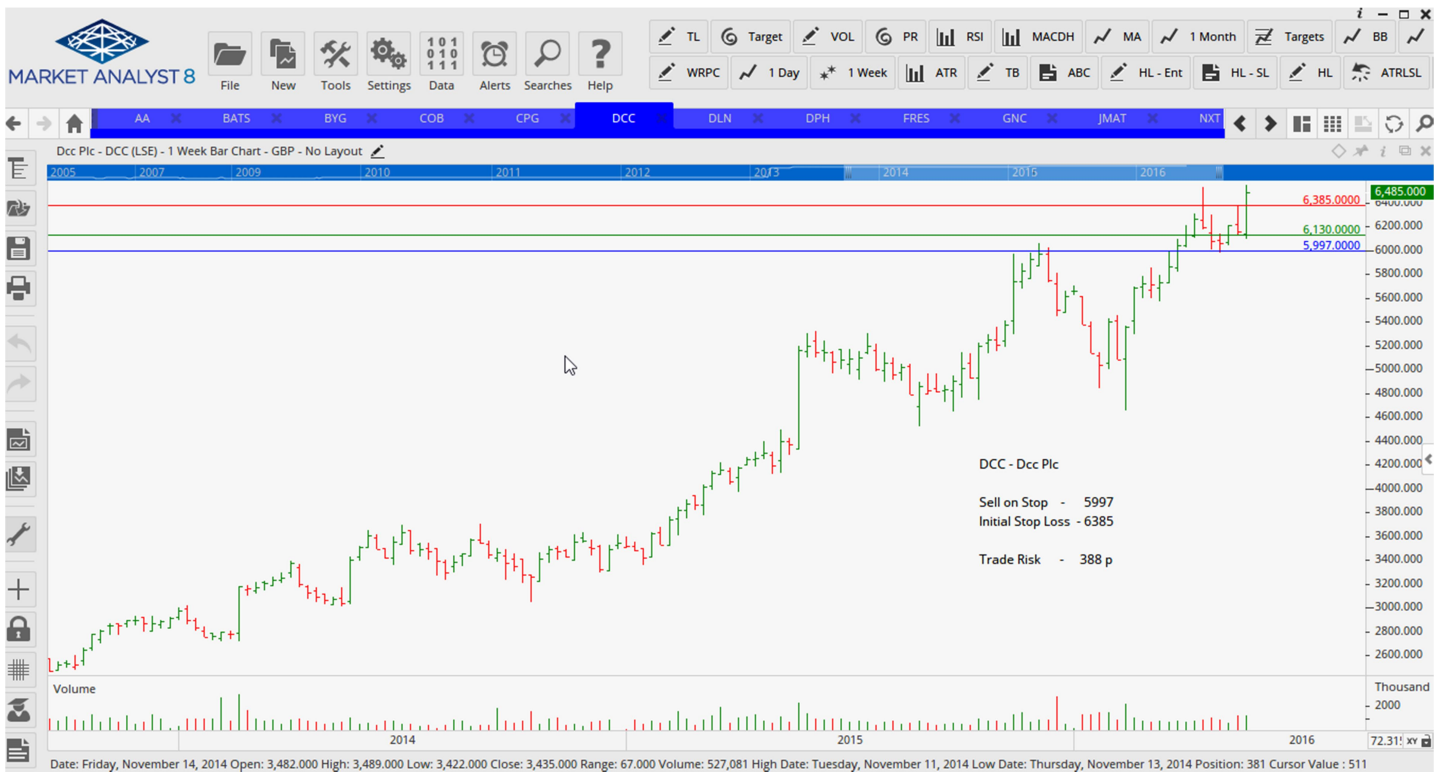 MARKET ANALYST 8
File New Tools Settings Data Alerts Searches Help
101
010
111
TL Target VOL PR RSI MACDH MA 1 Month Targets BB
WRPC 1 Day 1 Week ATR TB ABC HL - Ent HL - SL HL ATRLSL
AA BATS BYG COB CPG DCC DLN DPH FRES GNC JMAT NXT
Dcc Plc - DCC (LSE) - 1 Week Bar Chart - GBP - No Layout
2005 2007 2009 2010 2011 2012 2013 2014 2015 2016
6,485.000
6,385.0000
6400.000
6200.000
6,130.0000
5,997.0000
6000.000
5800.000
5600.000
5400.000
5200.000
5000.000
4800.000
4600.000
4400.000
4200.000
4000.000
3800.000
3600.000
3400.000
3200.000
3000.000
2800.000
2600.000
DCC - Dcc Plc
Sell on Stop - 5997
Initial Stop Loss - 6385
Trade Risk - 388 p
Volume
Thousand
2000
2014 2015 2016
72.31 XY
Date: Friday, November 14, 2014 Open: 3,482.000 High: 3,489.000 Low: 3,422.000 Close: 3,435.000 Range: 67.000 Volume: 527,081 High Date: Tuesday, November 11, 2014 Low Date: Thursday, November 13, 2014 Position: 381 Cursor Value : 511